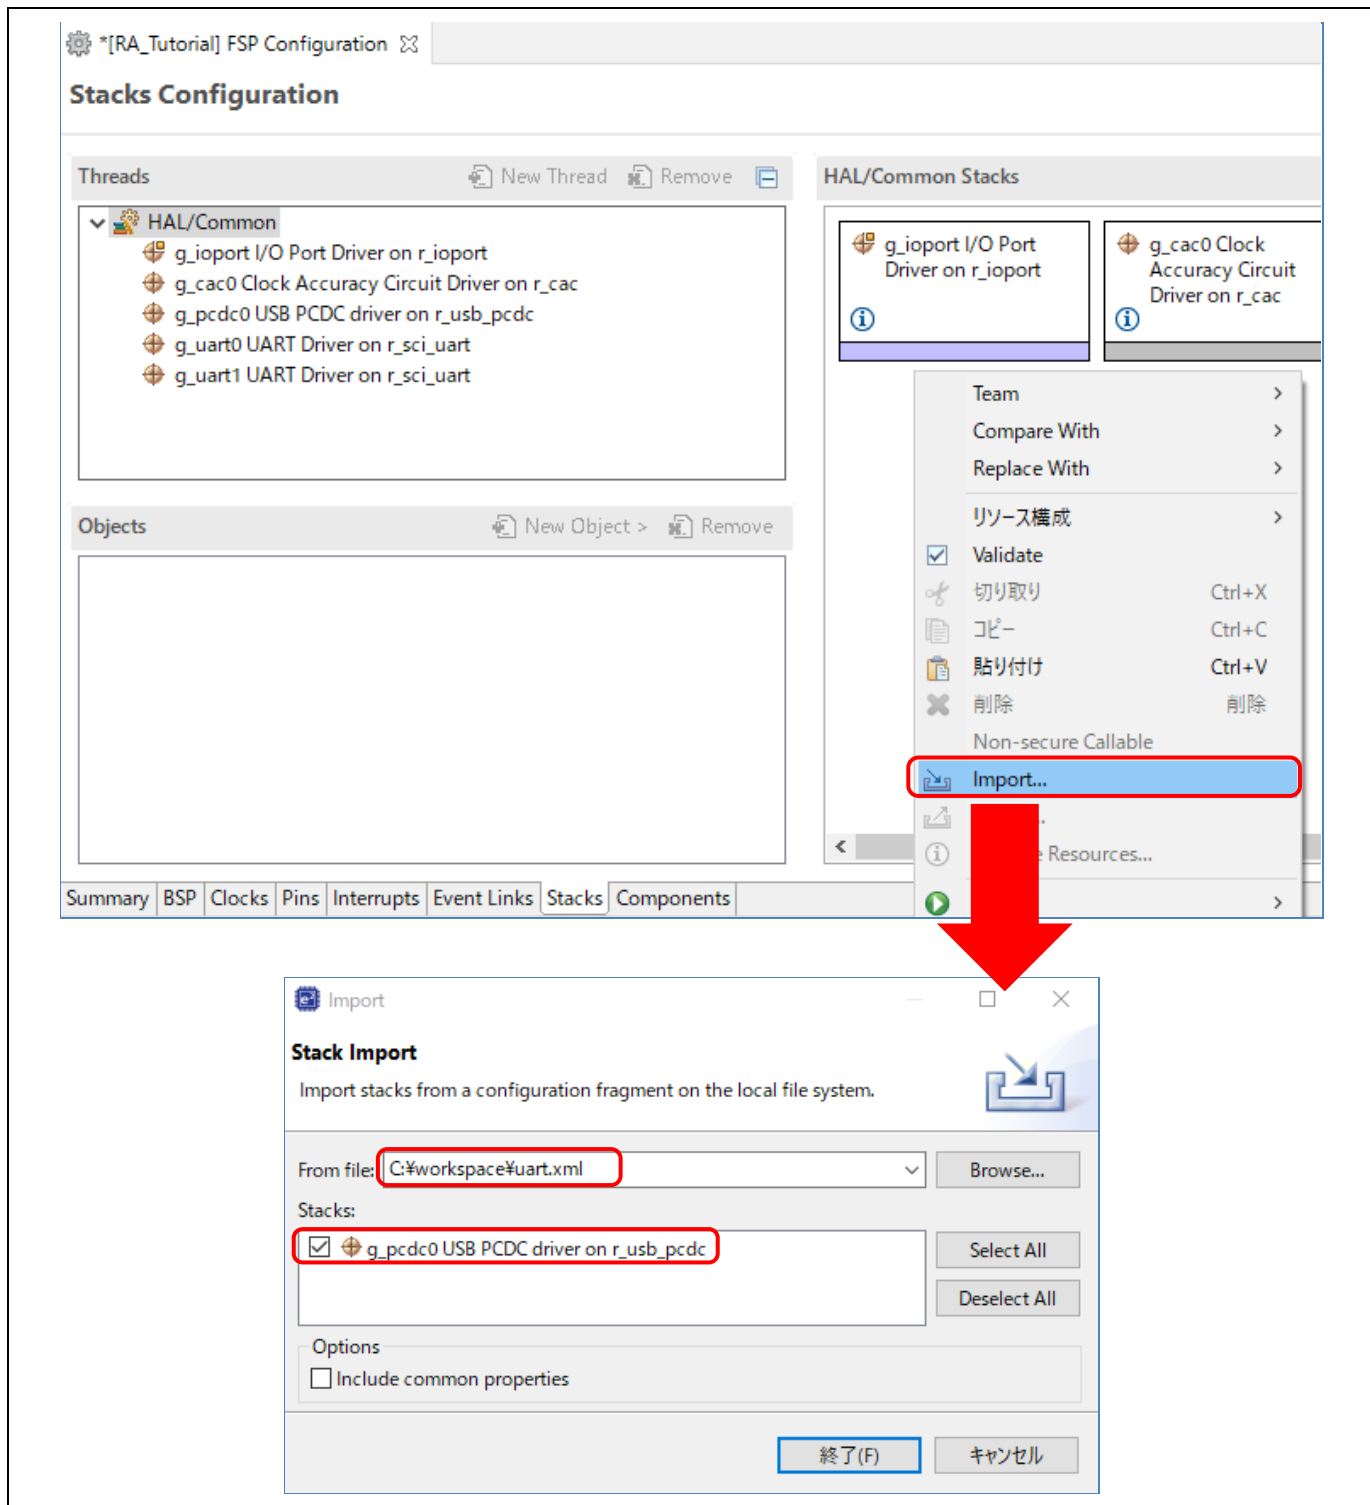 *[RA_Tutorial] FSP Configuration
Stacks Configuration
Threads
New Thread
Remove
HAL/Common
g_ioport I/O Port Driver on r_ioport
g_cac0 Clock Accuracy Circuit Driver on r_cac
g_pcdc0 USB PCDC driver on r_usb_pcdc
g_uart0 UART Driver on r_sci_uart
g_uart1 UART Driver on r_sci_uart
Objects
New Object >
Remove
HAL/Common Stacks
g_ioport I/O Port
Driver on r_ioport
g_cac0 Clock
Accuracy Circuit
Driver on r_cac
Team
Compare With
Replace With
リソース構成
Validate
切り取り Ctrl+X
コピー Ctrl+C
貼り付け Ctrl+V
削除 削除
Non-secure Callable
Import...
Resources...
Summary BSP Clocks Pins Interrupts Event Links Stacks Components
Import
Stack Import
Import stacks from a configuration fragment on the local file system.
From file: C:¥workspace¥uart.xml
Browse...
Stacks:
g_pcdc0 USB PCDC driver on r_usb_pcdc
Select All
Deselect All
Options
Include common properties
終了(F)
キャンセル